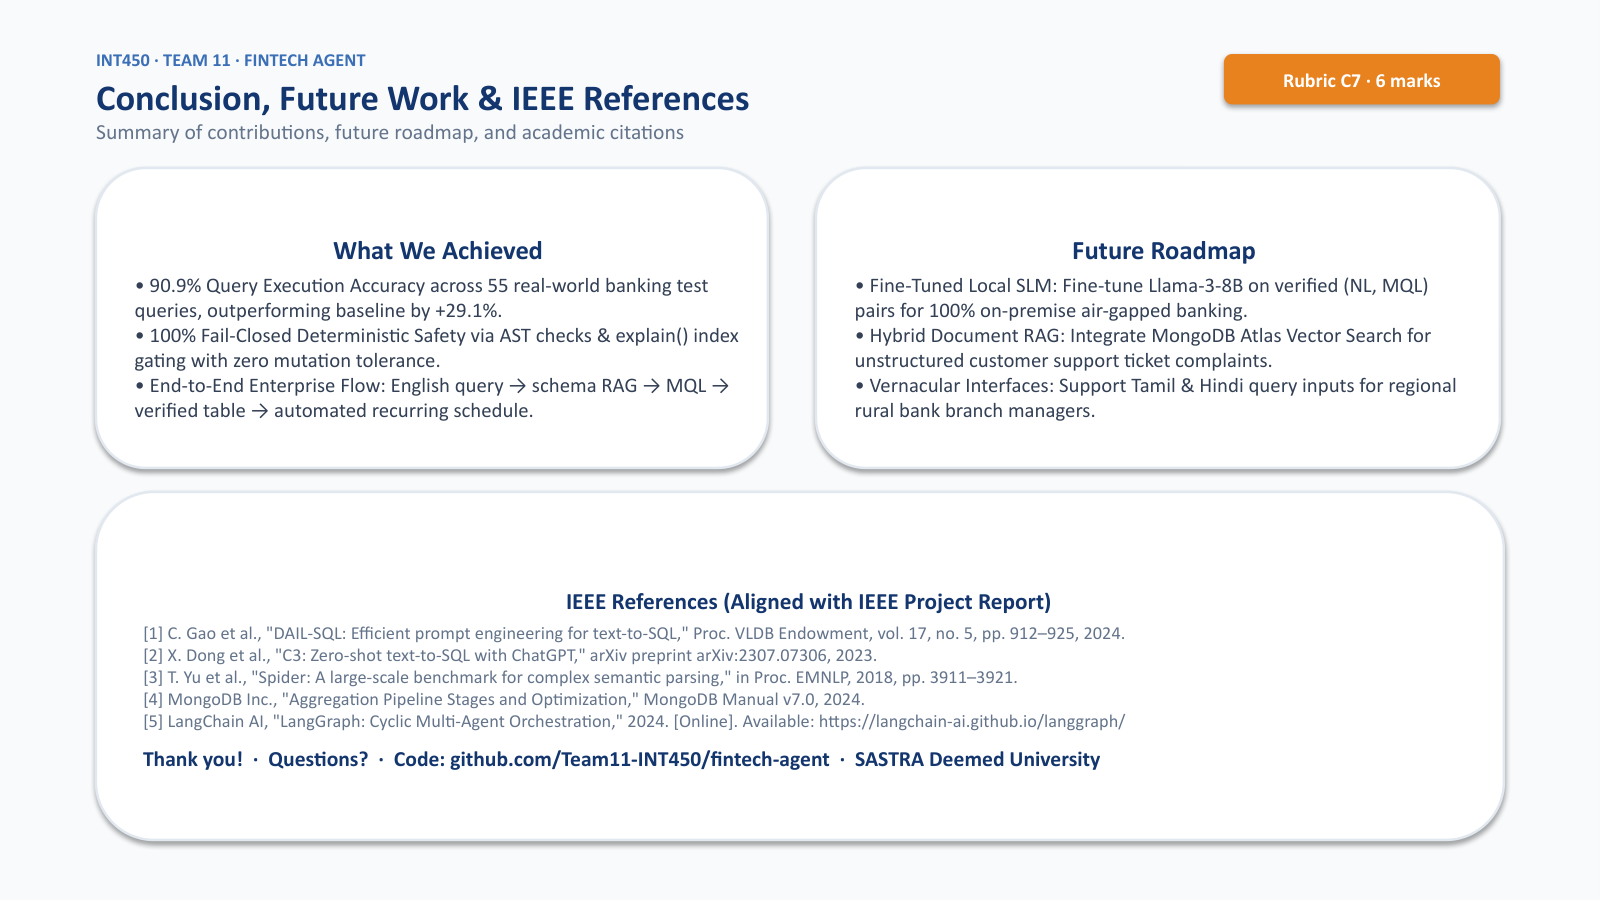 INT450 · TEAM 11 · FINTECH AGENT
Conclusion, Future Work & IEEE References
Summary of contributions, future roadmap, and academic citations
Rubric C7 · 6 marks
What We Achieved
• 90.9% Query Execution Accuracy across 55 real-world banking test
queries, outperforming baseline by +29.1%.
• 100% Fail-Closed Deterministic Safety via AST checks & explain() index
gating with zero mutation tolerance.
• End-to-End Enterprise Flow: English query → schema RAG → MQL →
verified table → automated recurring schedule.
Future Roadmap
• Fine-Tuned Local SLM: Fine-tune Llama-3-8B on verified (NL, MQL)
pairs for 100% on-premise air-gapped banking.
• Hybrid Document RAG: Integrate MongoDB Atlas Vector Search for
unstructured customer support ticket complaints.
• Vernacular Interfaces: Support Tamil & Hindi query inputs for regional
rural bank branch managers.
IEEE References (Aligned with IEEE Project Report)
[1] C. Gao et al., "DAIL-SQL: Efficient prompt engineering for text-to-SQL," Proc. VLDB Endowment, vol. 17, no. 5, pp. 912–925, 2024.
[2] X. Dong et al., "C3: Zero-shot text-to-SQL with ChatGPT," arXiv preprint arXiv:2307.07306, 2023.
[3] T. Yu et al., "Spider: A large-scale benchmark for complex semantic parsing," in Proc. EMNLP, 2018, pp. 3911–3921.
[4] MongoDB Inc., "Aggregation Pipeline Stages and Optimization," MongoDB Manual v7.0, 2024.
[5] LangChain AI, "LangGraph: Cyclic Multi-Agent Orchestration," 2024. [Online]. Available: https://langchain-ai.github.io/langgraph/
Thank you! · Questions? · Code: github.com/Team11-INT450/fintech-agent · SASTRA Deemed University